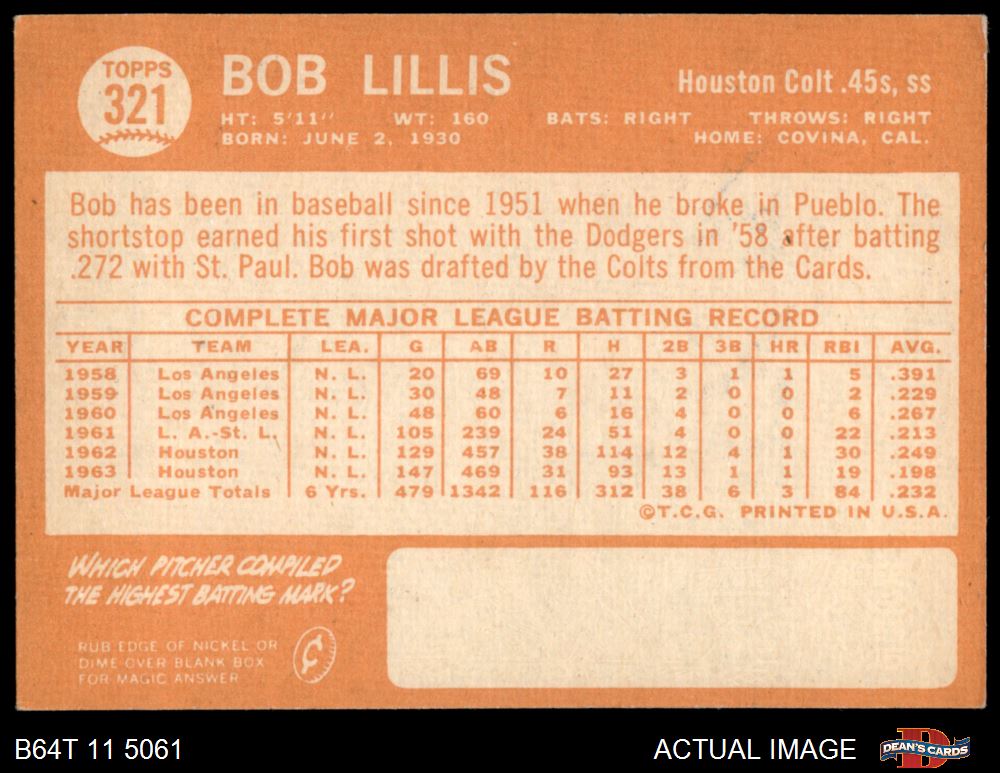 TOPPS
321
BOB LILLIS
Houston Colt .45s, ss
HT: 5'11" WT: 160 BATS: RIGHT THROWS: RIGHT
BORN: JUNE 2, 1930 HOME: COVINA, CAL.
Bob has been in baseball since 1951 when he broke in Pueblo. The
shortstop earned his first shot with the Dodgers in '58 after batting
.272 with St. Paul. Bob was drafted by the Colts from the Cards.
COMPLETE MAJOR LEAGUE BATTING RECORD
YEAR TEAM LEA. G AB R H 2B 3B HR RBI AVG.
1958 Los Angeles N. L. 20 69 10 27 3 1 1 5 .391
1959 Los Angeles N. L. 30 48 7 11 2 0 0 2 .229
1960 Los Angeles N. L. 48 60 6 16 4 0 0 6 .267
1961 L. A.-St. L. N. L. 105 239 24 51 4 0 0 22 .213
1962 Houston N. L. 129 457 38 114 12 4 1 30 .249
1963 Houston N. L. 147 469 31 93 13 1 1 19 .198
Major League Totals 6 Yrs. 479 1342 116 312 38 6 3 84 .232
©T.C.G. PRINTED IN U.S.A.
WHICH PITCHER COMPILED
THE HIGHEST BATTING MARK?
RUB EDGE OF NICKEL OR
DIME OVER BLANK BOX
FOR MAGIC ANSWER
¢
B64T 11 5061
ACTUAL IMAGE
DEAN'S CARDS